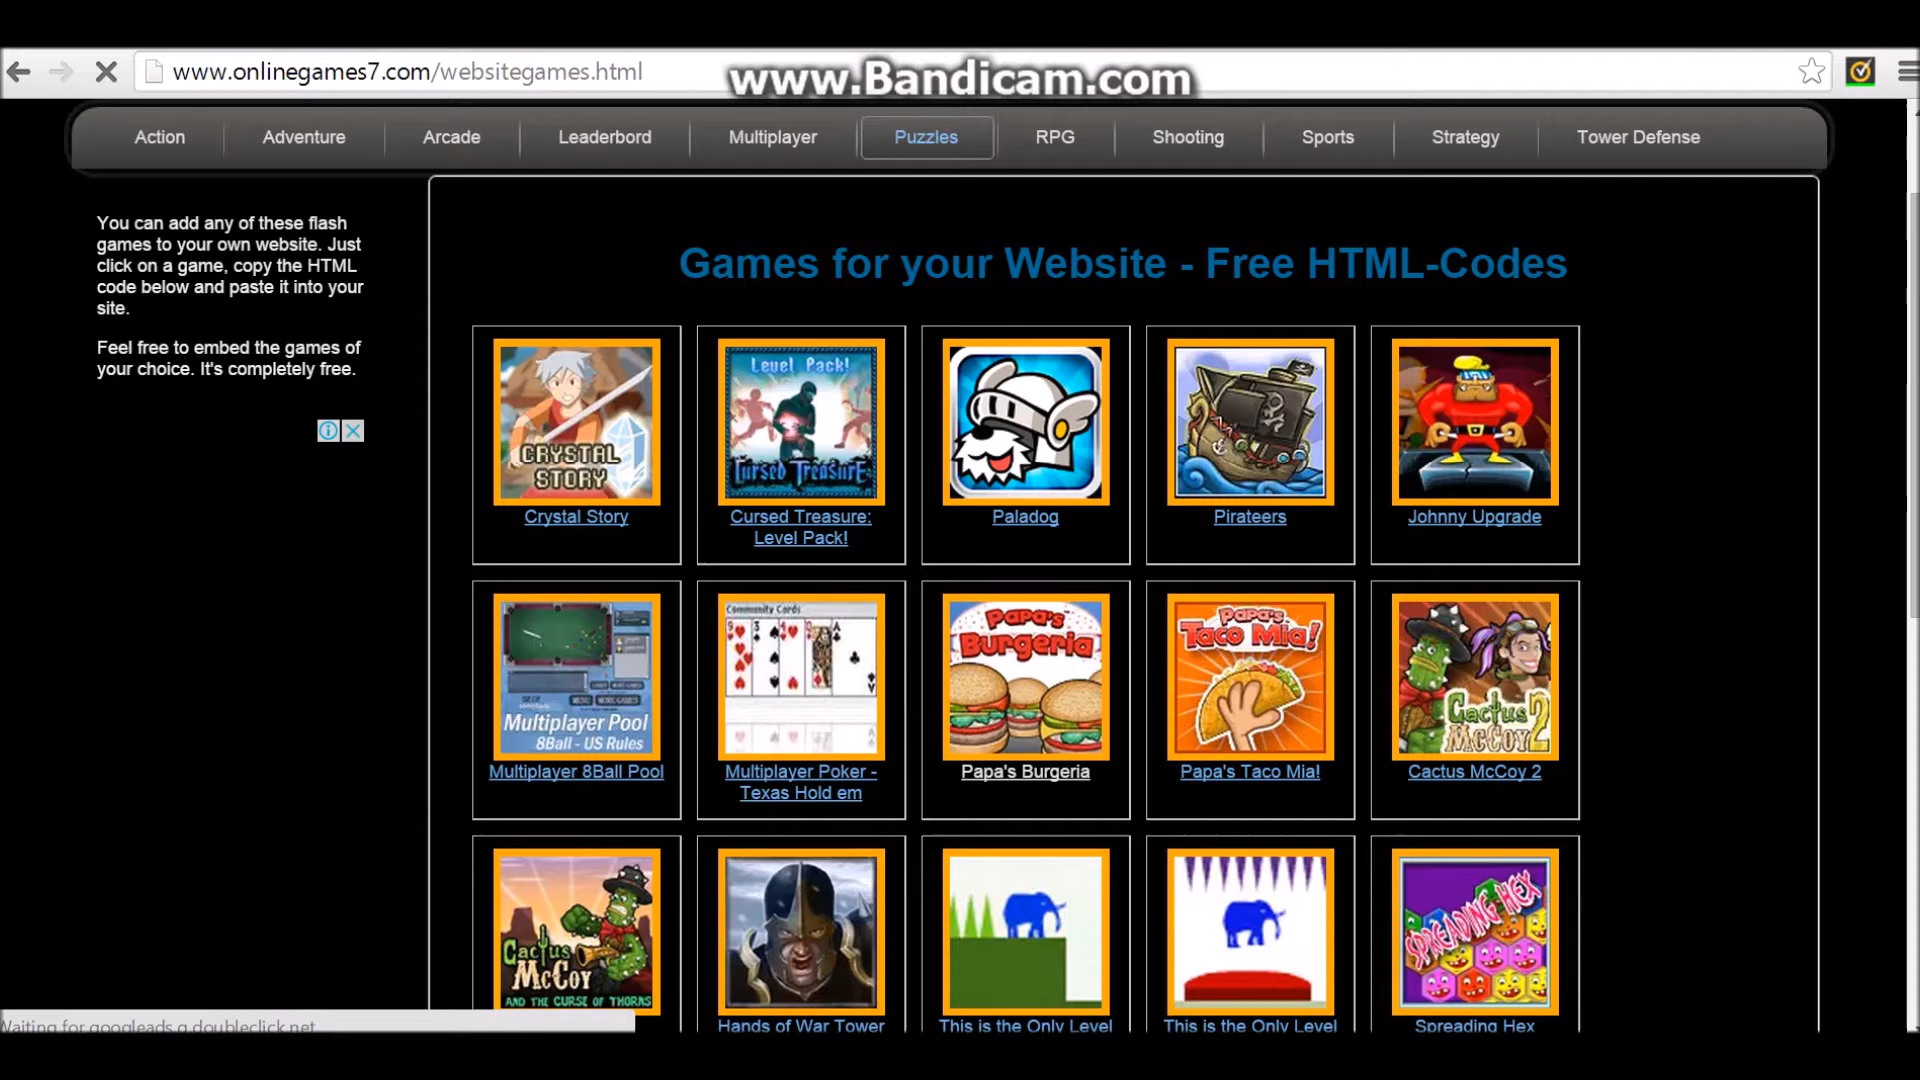 www.onlinegames7.com/websitegames.html
www.Bandicam.com
Action
Adventure
Arcade
Leaderbord
Multiplayer
Puzzles
RPG
Shooting
Sports
Strategy
Tower Defense
You can add any of these flash
games to your own website. Just
click on a game, copy the HTML
code below and paste it into your
site.
Feel free to embed the games of
your choice. It's completely free.
Games for your Website - Free HTML-Codes
CRYSTAL
STORY
Crystal Story
Level Pack!
Cursed Treasure
Cursed Treasure:
Level Pack!
Paladog
Pirateers
Johnny Upgrade
Multiplayer Pool
8Ball - US Rules
Multiplayer 8Ball Pool
Community Cards
Multiplayer Poker -
Texas Hold em
Papa's
Burgeria
Papa's Burgeria
Papa's
Taco Mia!
Papa's Taco Mia!
Cactus
McCoy 2
Cactus McCoy 2
Cactus
McCoy
AND THE CURSE OF THORNS
Hands of War Tower
This is the Only Level
This is the Only Level
SPREADING HEX
Spreading Hex
Waiting for googleads.g.doubleclick.net